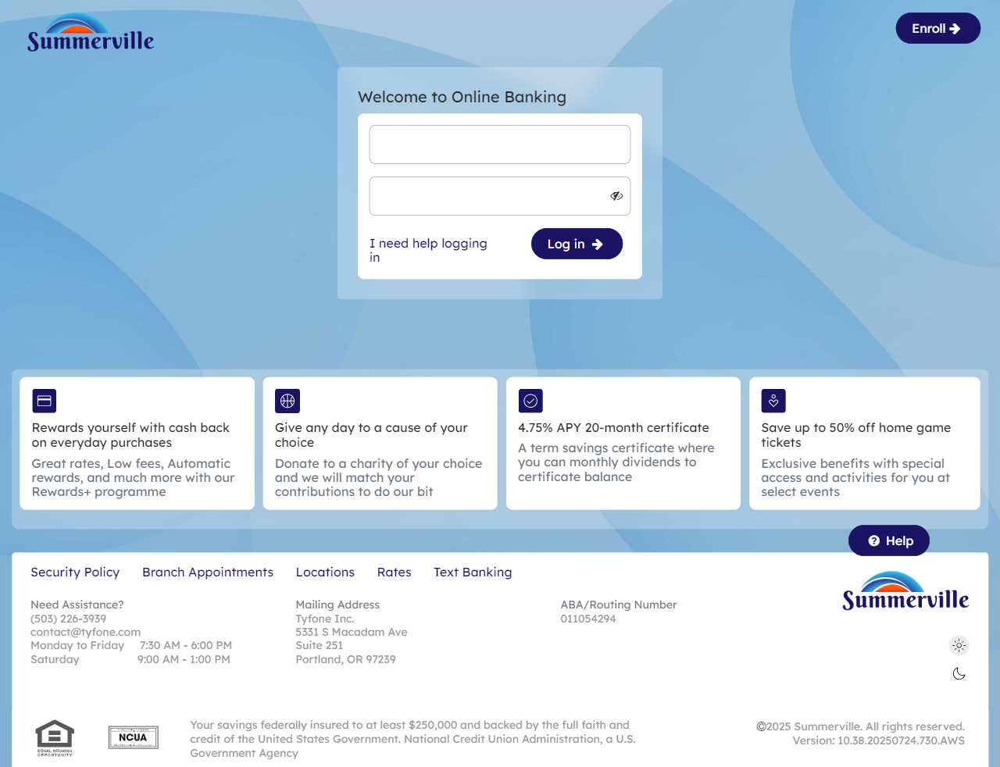 Summerville
Enroll
Welcome to Online Banking
I need help logging
in
Log in
Rewards yourself with cash back
on everyday purchases
Great rates, Low fees, Automatic
rewards, and much more with our
Rewards+ programme
Give any day to a cause of your
choice
Donate to a charity of your choice
and we will match your
contributions to do our bit
4.75% APY 20-month certificate
A term savings certificate where
you can monthly dividends to
certificate balance
Save up to 50% off home game
tickets
Exclusive benefits with special
access and activities for you at
select events
Help
Security Policy
Branch Appointments
Locations
Rates
Text Banking
Summerville
Need Assistance?
(503) 226-3939
contact@tyfone.com
Monday to Friday 7:30 AM - 6:00 PM
Saturday 9:00 AM - 1:00 PM
Mailing Address
Tyfone Inc.
5331 S Macadam Ave
Suite 251
Portland, OR 97239
ABA/Routing Number
011054294
EQUAL HOUSING
OPPORTUNITY
NCUA
Your savings federally insured to at least $250,000 and backed by the full faith and
credit of the United States Government. National Credit Union Administration, a U.S.
Government Agency
©2025 Summerville. All rights reserved.
Version: 10.38.20250724.730.AWS